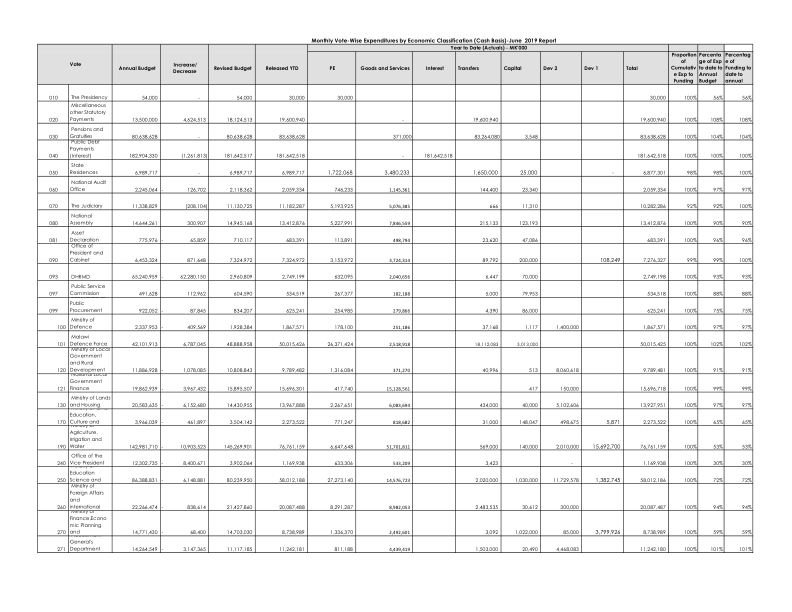 Monthly Vote-Wise Expenditures by Economic Classification (Cash Basis)-June 2019 Report
Year to Date (Actuals) - MK'000
Vote Annual Budget Increase/ Decrease Revised Budget Released YTD PE Goods and Services Interest Transfers Capital Dev 2 Dev 1 Total Proportion of Cumulative Exp to Funding Percentage of Exp to date to Annual Budget Percentage of Funding to date to annual
010 The Presidency 54,000 - 54,000 30,000 30,000 30,000 100% 56% 56%
020 Miscellaneous other Statutory Payments 13,500,000 4,624,513 18,124,513 19,600,940 - 19,600,940 19,600,940 100% 108% 108%
030 Pensions and Gratuities 80,638,628 - 80,638,628 83,638,628 371,000 83,264,080 3,548 83,638,628 100% 104% 104%
040 Public Debt Payments (Interest) 182,904,330 (1,261,813) 181,642,517 181,642,518 - 181,642,518 181,642,518 100% 100% 100%
050 State Residences 6,989,717 - 6,989,717 6,989,717 1,722,068 3,480,233 1,650,000 25,000 - 6,877,301 98% 98% 100%
060 National Audit Office 2,245,064 - 126,702 2,118,362 2,059,334 746,233 1,145,361 144,400 23,340 2,059,334 100% 97% 97%
070 The Judiciary 11,338,829 (208,104) 11,130,725 11,182,287 5,193,925 5,076,385 666 11,310 10,282,286 92% 92% 100%
080 National Assembly 14,644,261 300,907 14,945,168 13,412,876 5,227,991 7,846,559 215,133 123,193 13,412,876 100% 90% 90%
081 Asset Declaration 775,976 - 65,859 710,117 683,391 113,891 498,794 23,620 47,086 683,391 100% 96% 96%
090 Office of President and Cabinet 6,453,324 871,648 7,324,972 7,324,972 3,153,972 3,724,314 90,792 200,000 108,249 7,276,327 99% 99% 100%
093 DHRMD 65,240,959 - 62,280,150 2,960,809 2,749,199 632,095 2,040,656 6,447 70,000 2,749,198 100% 93% 93%
097 Public Service Commission 491,628 112,962 604,590 534,519 267,377 182,188 5,000 79,953 534,518 100% 88% 88%
099 Public Procurement 922,052 - 87,845 834,207 625,241 254,985 279,866 4,390 86,000 625,241 100% 75% 75%
100 Ministry of Defence 2,337,953 - 409,569 1,928,384 1,867,571 178,100 251,186 37,168 1,117 1,400,000 1,867,571 100% 97% 97%
101 Malawi Defence Force 42,101,913 6,787,045 48,888,958 50,015,426 26,371,424 2,518,928 18,112,083 3,013,000 50,015,425 100% 102% 102%
120 Ministry of Local Government and Rural Development 11,886,928 - 1,078,085 10,808,843 9,789,482 1,316,084 371,270 40,996 513 8,060,618 9,789,481 100% 91% 91%
121 Government Finance 19,862,939 - 3,967,432 15,895,507 15,696,301 417,740 15,128,561 417 150,000 15,696,718 100% 99% 99%
130 Ministry of Lands and Housing 20,583,635 - 6,152,680 14,430,955 13,967,888 2,267,651 6,083,693 434,000 40,000 5,102,606 13,927,951 100% 97% 97%
170 Education, Culture and 3,966,039 - 461,897 3,504,142 2,273,522 771,247 818,682 31,000 148,047 498,675 5,871 2,273,522 100% 65% 65%
190 Agriculture, Irrigation and Water 142,981,710 - 10,903,523 145,269,901 76,761,159 6,647,648 51,701,811 569,000 140,000 2,010,000 15,692,700 76,761,159 100% 53% 53%
240 Office of the Vice President 12,302,735 - 8,400,671 3,902,064 1,169,938 633,306 533,209 3,423 - 1,169,938 100% 30% 30%
250 Education Science and 86,388,831 - 6,148,881 80,239,950 58,012,188 27,273,140 14,576,723 2,020,000 1,030,000 11,729,578 1,382,745 58,012,186 100% 72% 72%
260 Ministry of Foreign Affairs and International 22,266,474 - 838,614 21,427,860 20,087,488 8,291,287 8,982,053 2,483,535 30,612 300,000 20,087,487 100% 94% 94%
270 Ministry of Finance,Economic Planning and 14,771,430 - 68,400 14,703,030 8,738,989 1,336,370 2,492,601 3,092 1,022,000 85,000 3,799,926 8,738,989 100% 59% 59%
271 General's Department 14,264,549 - 3,147,365 11,117,185 11,242,181 811,188 4,439,419 1,503,000 20,490 4,468,083 11,242,180 100% 101% 101%